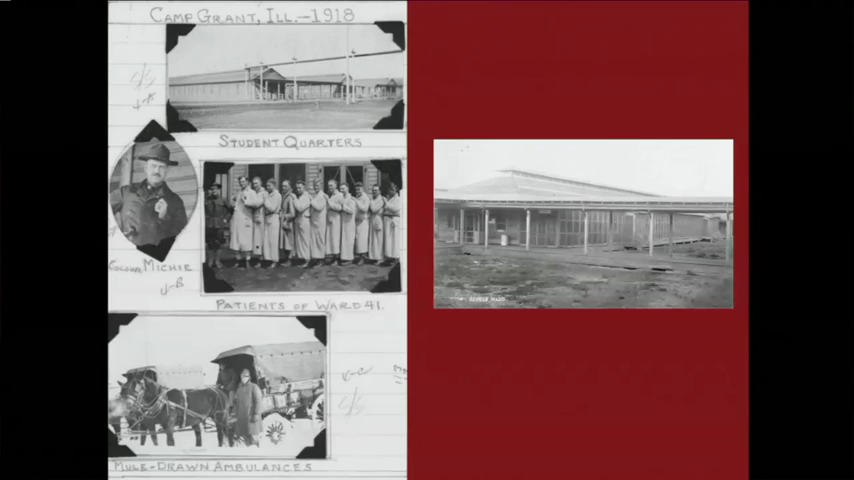 CAMP GRANT, ILL.—1918
STUDENT QUARTERS
COLONEL MICHIE
PATIENTS OF WARD 41.
MULE-DRAWN AMBULANCES